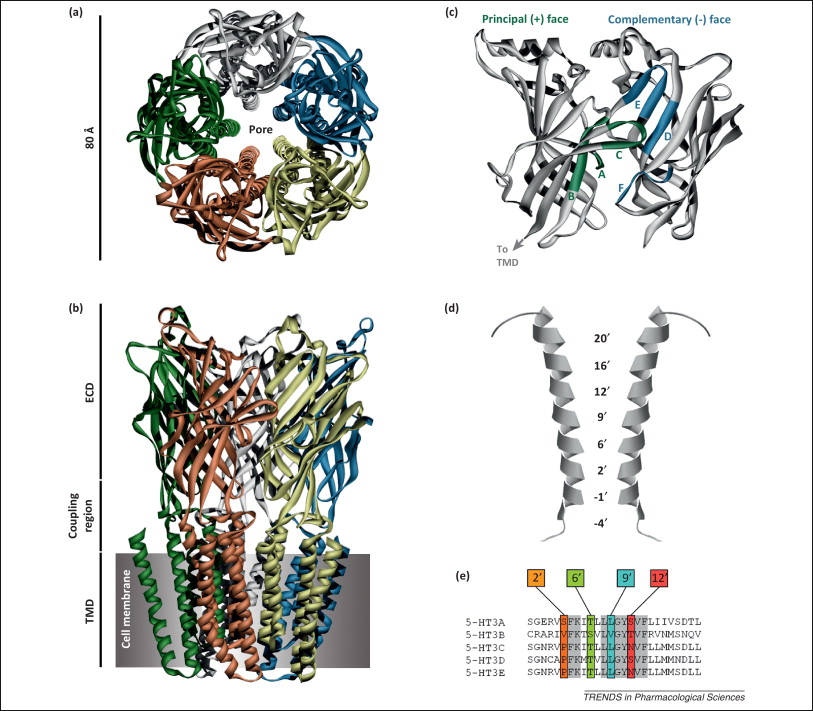 (a)
80 Å
Pore
(b)
ECD
Coupling
region
TMD
Cell membrane
(c)
Principal (+) face
Complementary (-) face
E
D
C
A
B
F
To
TMD
(d)
20′
16′
12′
9′
6′
2′
-1′
-4′
(e)
2′ 6′ 9′ 12′
5-HT3A SGERVSFKITLLLGYSVFLIIVSDTL
5-HT3B CRARIVFKTSVLVGYTVFRVNMSNQV
5-HT3C SGNRVPFKITLLLGYNVFLLMMNDLL
5-HT3D SGNCAPFKMTVLLGYSVFLLMMNDLL
5-HT3E SGNRVPFKITLLLGYNVFLLMMSDLL
TRENDS in Pharmacological Sciences